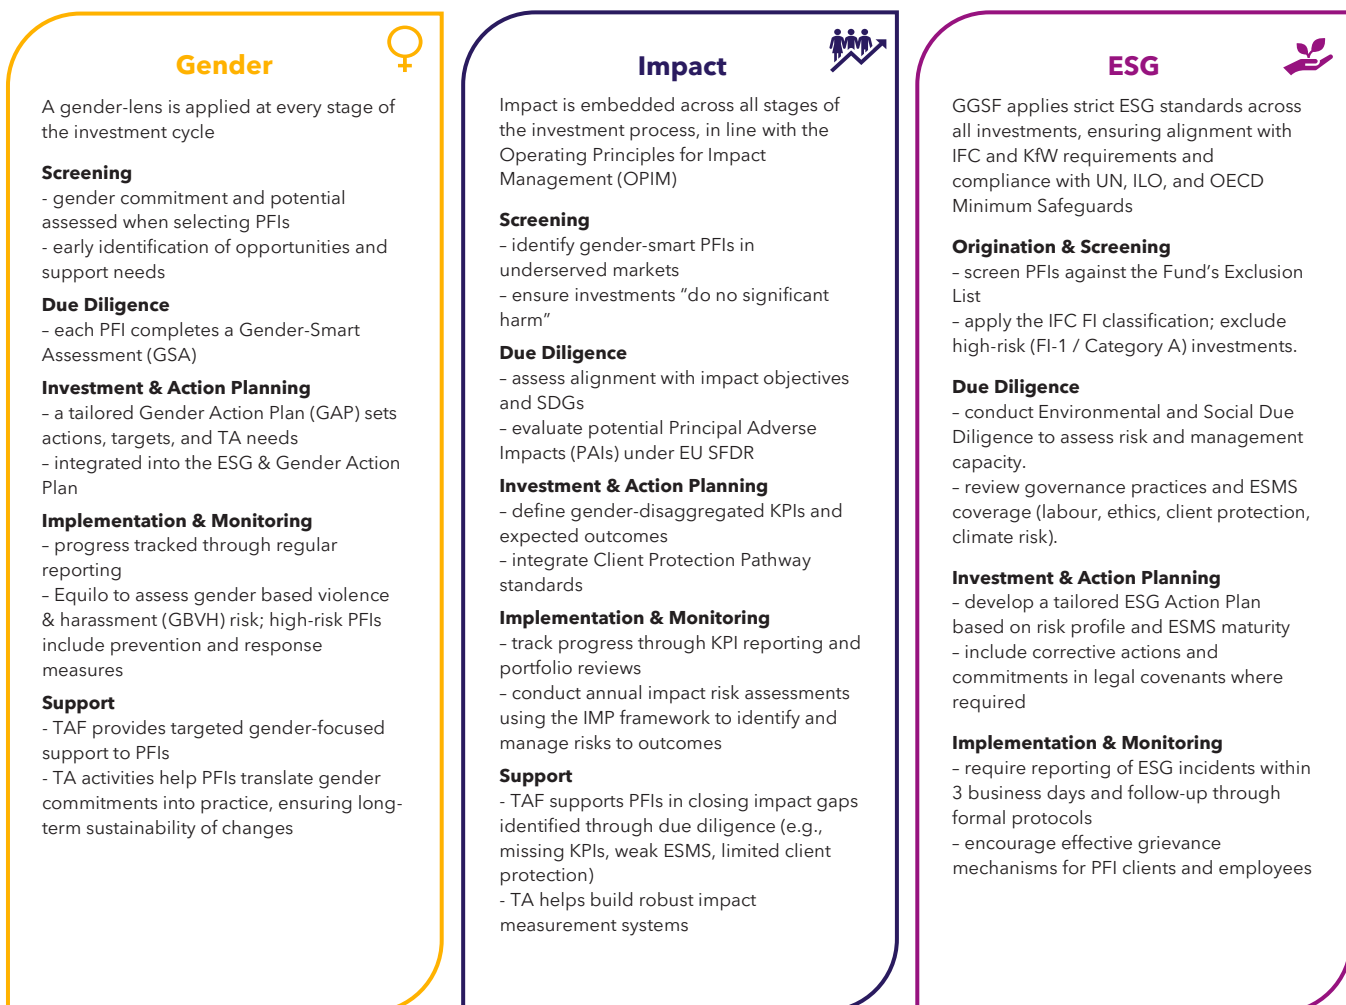 Gender
A gender-lens is applied at every stage of
the investment cycle
Screening
- gender commitment and potential
assessed when selecting PFIs
- early identification of opportunities and
support needs
Due Diligence
– each PFI completes a Gender-Smart
Assessment (GSA)
Investment & Action Planning
– a tailored Gender Action Plan (GAP) sets
actions, targets, and TA needs
– integrated into the ESG & Gender Action
Plan
Implementation & Monitoring
– progress tracked through regular
reporting
– Equilo to assess gender based violence
& harassment (GBVH) risk; high-risk PFIs
include prevention and response
measures
Support
- TAF provides targeted gender-focused
support to PFIs
- TA activities help PFIs translate gender
commitments into practice, ensuring long-
term sustainability of changes
Impact
Impact is embedded across all stages of
the investment process, in line with the
Operating Principles for Impact
Management (OPIM)
Screening
– identify gender-smart PFIs in
underserved markets
– ensure investments “do no significant
harm”
Due Diligence
– assess alignment with impact objectives
and SDGs
– evaluate potential Principal Adverse
Impacts (PAIs) under EU SFDR
Investment & Action Planning
– define gender-disaggregated KPIs and
expected outcomes
– integrate Client Protection Pathway
standards
Implementation & Monitoring
– track progress through KPI reporting and
portfolio reviews
– conduct annual impact risk assessments
using the IMP framework to identify and
manage risks to outcomes
Support
- TAF supports PFIs in closing impact gaps
identified through due diligence (e.g.,
missing KPIs, weak ESMS, limited client
protection)
- TA helps build robust impact
measurement systems
ESG
GGSF applies strict ESG standards across
all investments, ensuring alignment with
IFC and KfW requirements and
compliance with UN, ILO, and OECD
Minimum Safeguards
Origination & Screening
– screen PFIs against the Fund’s Exclusion
List
– apply the IFC FI classification; exclude
high-risk (FI-1 / Category A) investments.
Due Diligence
– conduct Environmental and Social Due
Diligence to assess risk and management
capacity.
– review governance practices and ESMS
coverage (labour, ethics, client protection,
climate risk).
Investment & Action Planning
– develop a tailored ESG Action Plan
based on risk profile and ESMS maturity
– include corrective actions and
commitments in legal covenants where
required
Implementation & Monitoring
– require reporting of ESG incidents within
3 business days and follow-up through
formal protocols
– encourage effective grievance
mechanisms for PFI clients and employees